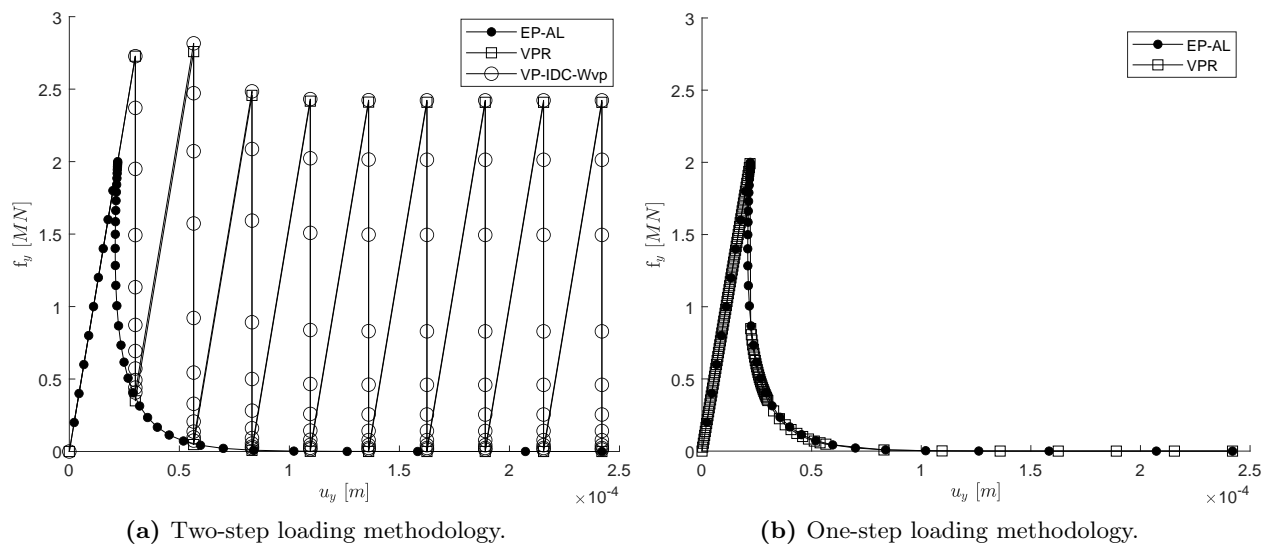 3
2.5
2
1.5
1
0.5
0
f_y [MN]
0
0.5
1
1.5
2
2.5
u_y [m]
×10^-4
EP-AL
VPR
VP-IDC-Wvp
(a) Two-step loading methodology.
3
2.5
2
1.5
1
0.5
0
f_y [MN]
0
0.5
1
1.5
2
2.5
u_y [m]
×10^-4
EP-AL
VPR
(b) One-step loading methodology.